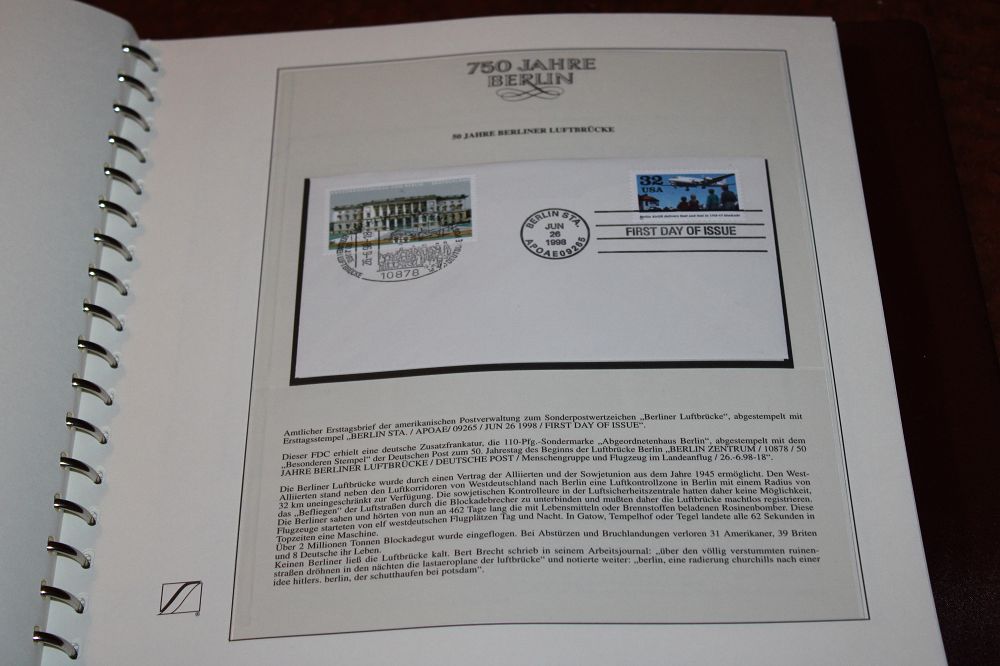 750 JAHRE
BERLIN
50 JAHRE BERLINER LUFTBRÜCKE
32
USA
BERLIN STA.
JUN
26
1998
APOAE09265
FIRST DAY OF ISSUE
10878
Amtlicher Ersttagsbrief der amerikanischen Postverwaltung zum Sonderpostwertzeichen „Berliner Luftbrücke“, abgestempelt mit
Ersttagsstempel „BERLIN STA. / APOAE/ 09265 / JUN 26 1998 / FIRST DAY OF ISSUE“.
Dieser FDC erhielt eine deutsche Zusatzfrankatur, die 110-Pfg.-Sondermarke „Abgeordnetenhaus Berlin“, abgestempelt mit dem
„Besonderen Stempel“ der Deutschen Post zum 50. Jahrestag des Beginns der Luftbrücke Berlin „BERLIN ZENTRUM / 10878 / 50
JAHRE BERLINER LUFTBRÜCKE / DEUTSCHE POST / Menschengruppe und Flugzeug im Landeanflug / 26.-6.98-18“.
Die Berliner Luftbrücke wurde durch einen Vertrag der Alliierten und der Sowjetunion aus dem Jahre 1945 ermöglicht. Den West-
Alliierten stand neben den Luftkorridoren von Westdeutschland nach Berlin eine Luftkontrollzone in Berlin mit einem Radius von
32 km uneingeschränkt zur Verfügung. Die sowjetischen Kontrolleure in der Luftsicherheitszentrale hatten daher keine Möglichkeit,
das „Befliegen“ der Luftstraßen durch die Blockadebrecher zu unterbinden und mußten daher die Luftbrücke machtlos registrieren.
Die Berliner sahen und hörten von nun an 462 Tage lang die mit Lebensmitteln oder Brennstoffen beladenen Rosinenbomber. Diese
Flugzeuge starteten von elf westdeutschen Flugplätzen Tag und Nacht. In Gatow, Tempelhof oder Tegel landete alle 62 Sekunden in
Topzeiten eine Maschine.
Über 2 Millionen Tonnen Blockadegut wurde eingeflogen. Bei Abstürzen und Bruchlandungen verloren 31 Amerikaner, 39 Briten
und 8 Deutsche ihr Leben.
Keinen Berliner ließ die Luftbrücke kalt. Bert Brecht schrieb in seinem Arbeitsjournal: „über den völlig verstummten ruinen-
straßen dröhnen in den nächten die lastaeroplane der luftbrücke“ und notierte weiter: „berlin, eine radierung churchills nach einer
idee hitlers. berlin, der schutthaufen bei potsdam“.